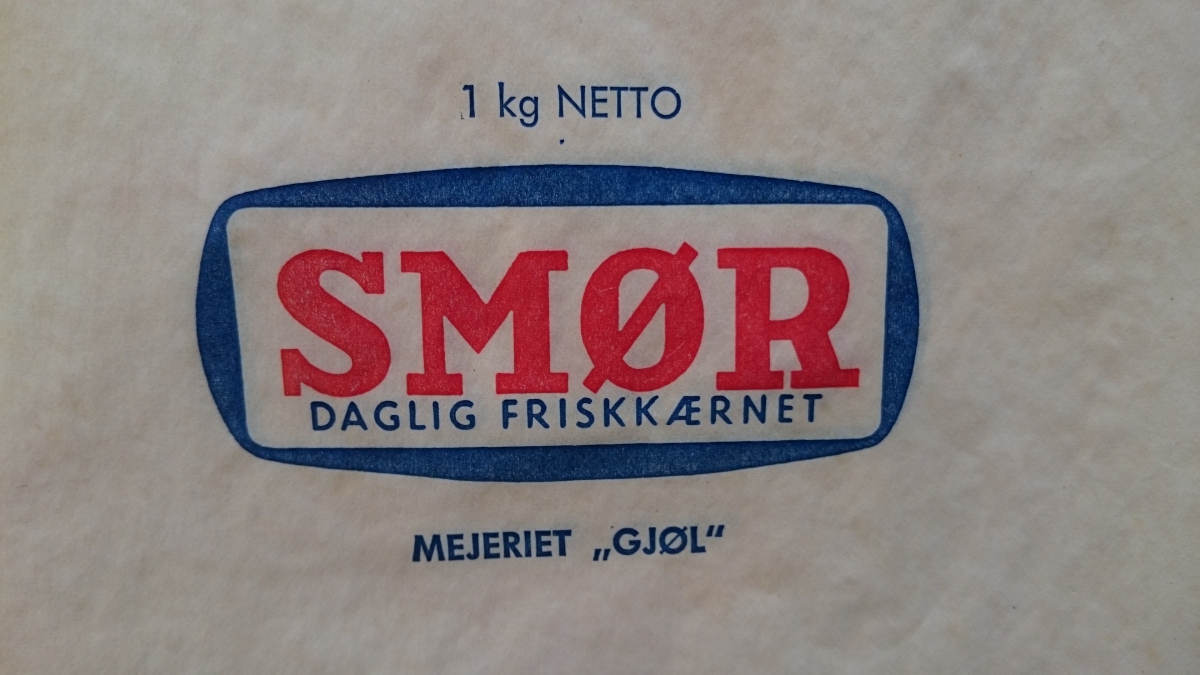 1 kg NETTO
SMØR
DAGLIG FRISKKÆRNET
MEJERIET „GJØL“